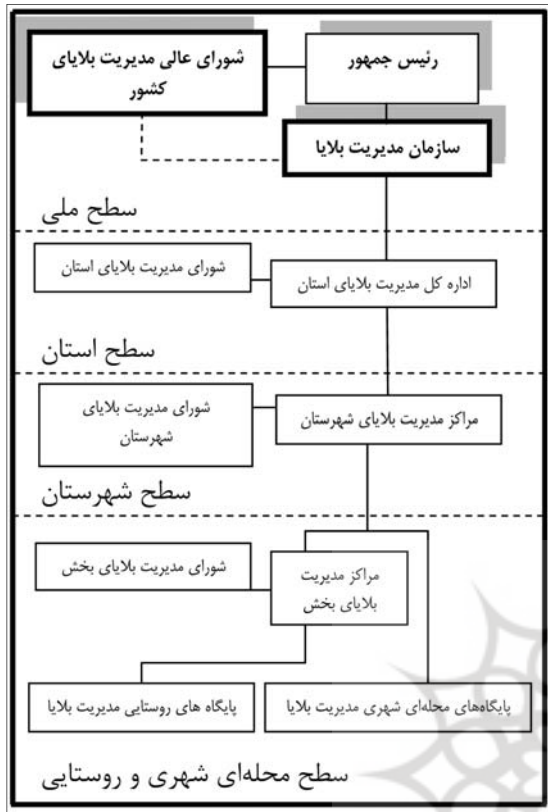 رئیس جمهور
شورای عالی مدیریت بلایای
کشور
سازمان مدیریت بلایا
سطح ملی
شورای مدیریت بلایای استان
اداره کل مدیریت بلایای استان
سطح استان
مراکز مدیریت بلایای شهرستان
شورای مدیریت بلایای
شهرستان
سطح شهرستان
شورای مدیریت بلایای بخش
مراکز مدیریت
بلایای بخش
پایگاه‌های محله‌ای شهری مدیریت بلایا
پایگاه های روستایی مدیریت بلایا
سطح محله‌ای شهری و روستایی